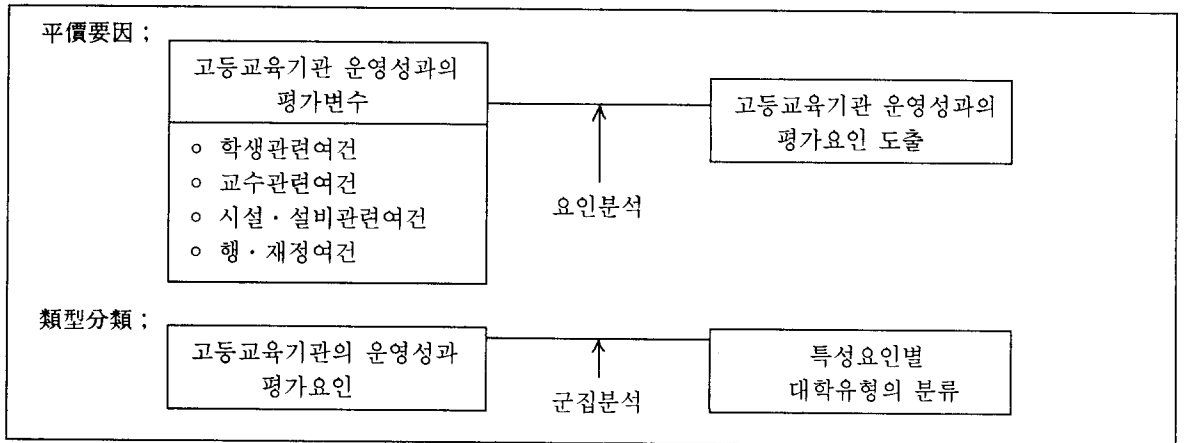 平價要因 ;
고등교육기관 운영성과의
평가변수
○ 학생관련여건
○ 교수관련여건
○ 시설 · 설비관련여건
○ 행 · 재정여건
요인분석
고등교육기관 운영성과의
평가요인 도출
類型分類 ;
고등교육기관의 운영성과
평가요인
군집분석
특성요인별
대학유형의 분류